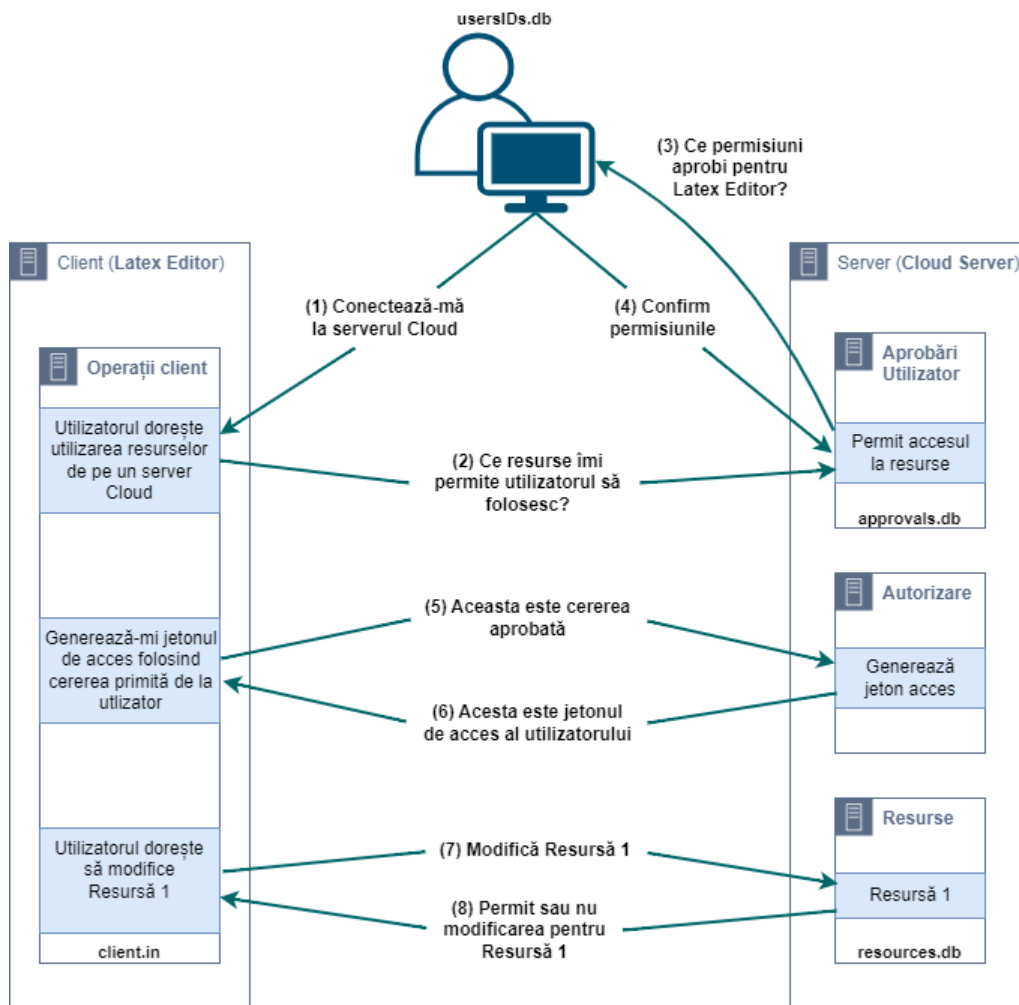 usersIDs.db
(3) Ce permisiuni
aprobi pentru
Latex Editor?
Client (Latex Editor)
Server (Cloud Server)
(1) Conectează-mă
la serverul Cloud
(4) Confirm
permisiunile
Operații client
Aprobări
Utilizator
Utilizatorul dorește
utilizarea resurselor
de pe un server
Cloud
(2) Ce resurse îmi
permite utilizatorul să
folosesc?
Permit accesul
la resurse
approvals.db
(5) Aceasta este cererea
aprobată
Autorizare
Generează-mi jetonul
de acces folosind
cererea primită de la
utlizator
Generează
jeton acces
(6) Acesta este jetonul
de acces al utilizatorului
Resurse
Utilizatorul dorește
să modifice
Resursă 1
(7) Modifică Resursă 1
Resursă 1
(8) Permit sau nu
modificarea pentru
Resursă 1
client.in
resources.db